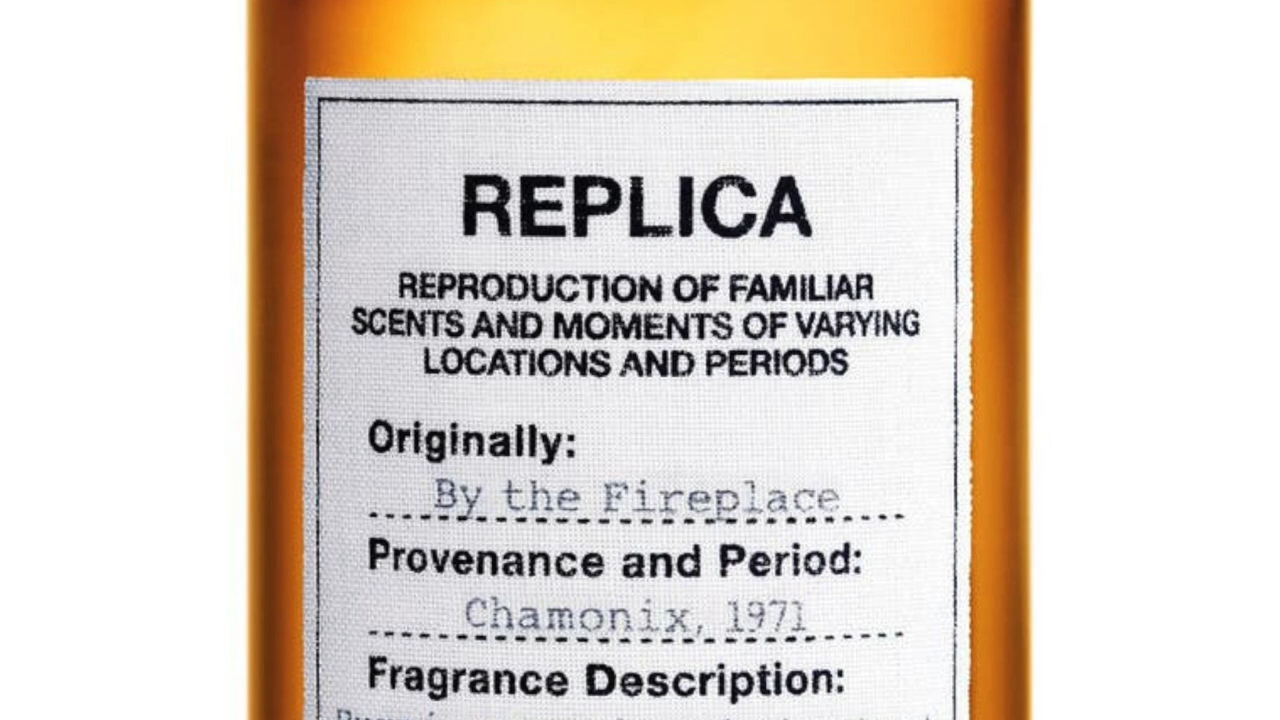 REPLICA
REPRODUCTION OF FAMILIAR
SCENTS AND MOMENTS OF VARYING
LOCATIONS AND PERIODS
Originally:
By the Fireplace
Provenance and Period:
Chamonix, 1971
Fragrance Description: